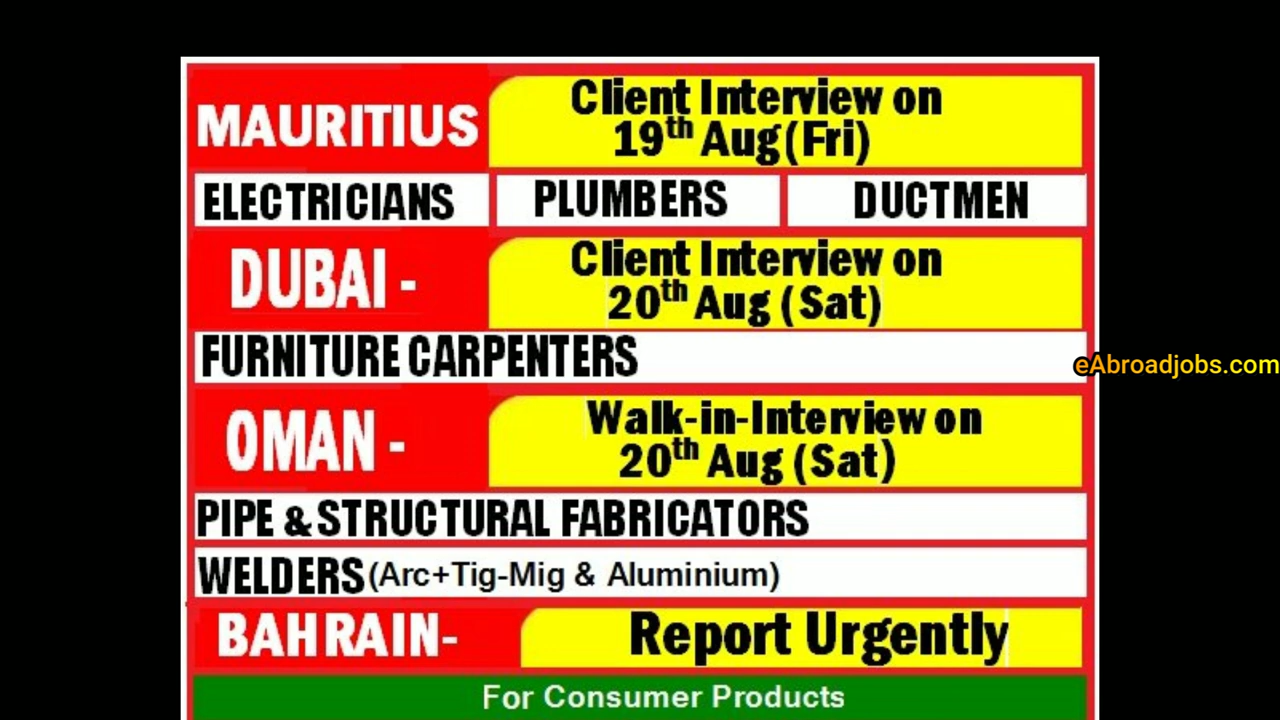 MAURITIUS
Client Interview on
19th Aug (Fri)
ELECTRICIANS
PLUMBERS
DUCTMEN
DUBAI -
Client Interview on
20th Aug (Sat)
FURNITURE CARPENTERS
eAbroadjobs.com
OMAN -
Walk-in-Interview on
20th Aug (Sat)
PIPE & STRUCTURAL FABRICATORS
WELDERS (Arc+Tig-Mig & Aluminium)
BAHRAIN-
Report Urgently
For Consumer Products